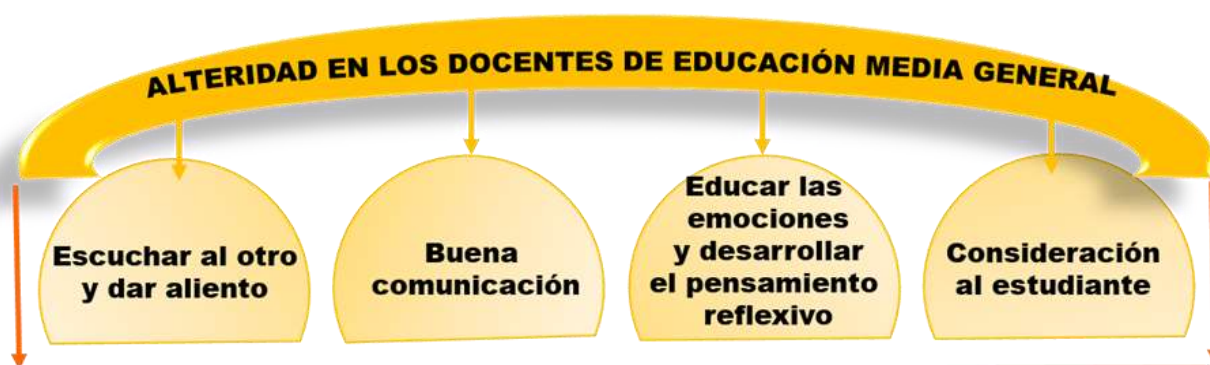 ALTERIDAD EN LOS DOCENTES DE EDUCACIÓN MEDIA GENERAL
Escuchar al otro
y dar aliento
Buena
comunicación
Educar las
emociones
y desarrollar
el pensamiento
reflexivo
Consideración
al estudiante